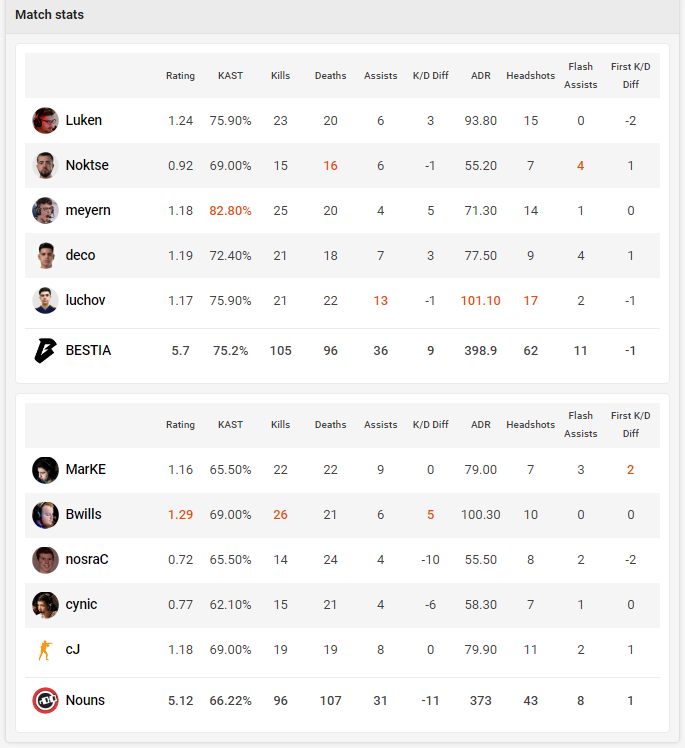 Match stats
Rating KAST Kills Deaths Assists K/D Diff ADR Headshots Flash Assists First K/D Diff
Luken 1.24 75.90% 23 20 6 3 93.80 15 0 -2
Noktse 0.92 69.00% 15 16 6 -1 55.20 7 4 1
meyern 1.18 82.80% 25 20 4 5 71.30 14 1 0
deco 1.19 72.40% 21 18 7 3 77.50 9 4 1
luchov 1.17 75.90% 21 22 13 -1 101.10 17 2 -1
BESTIA 5.7 75.2% 105 96 36 9 398.9 62 11 -1
Rating KAST Kills Deaths Assists K/D Diff ADR Headshots Flash Assists First K/D Diff
MarKE 1.16 65.50% 22 22 9 0 79.00 7 3 2
Bwills 1.29 69.00% 26 21 6 5 100.30 10 0 0
nosraC 0.72 65.50% 14 24 4 -10 55.50 8 2 -2
cynic 0.77 62.10% 15 21 4 -6 58.30 7 1 0
cJ 1.18 69.00% 19 19 8 0 79.90 11 2 1
Nouns 5.12 66.22% 96 107 31 -11 373 43 8 1